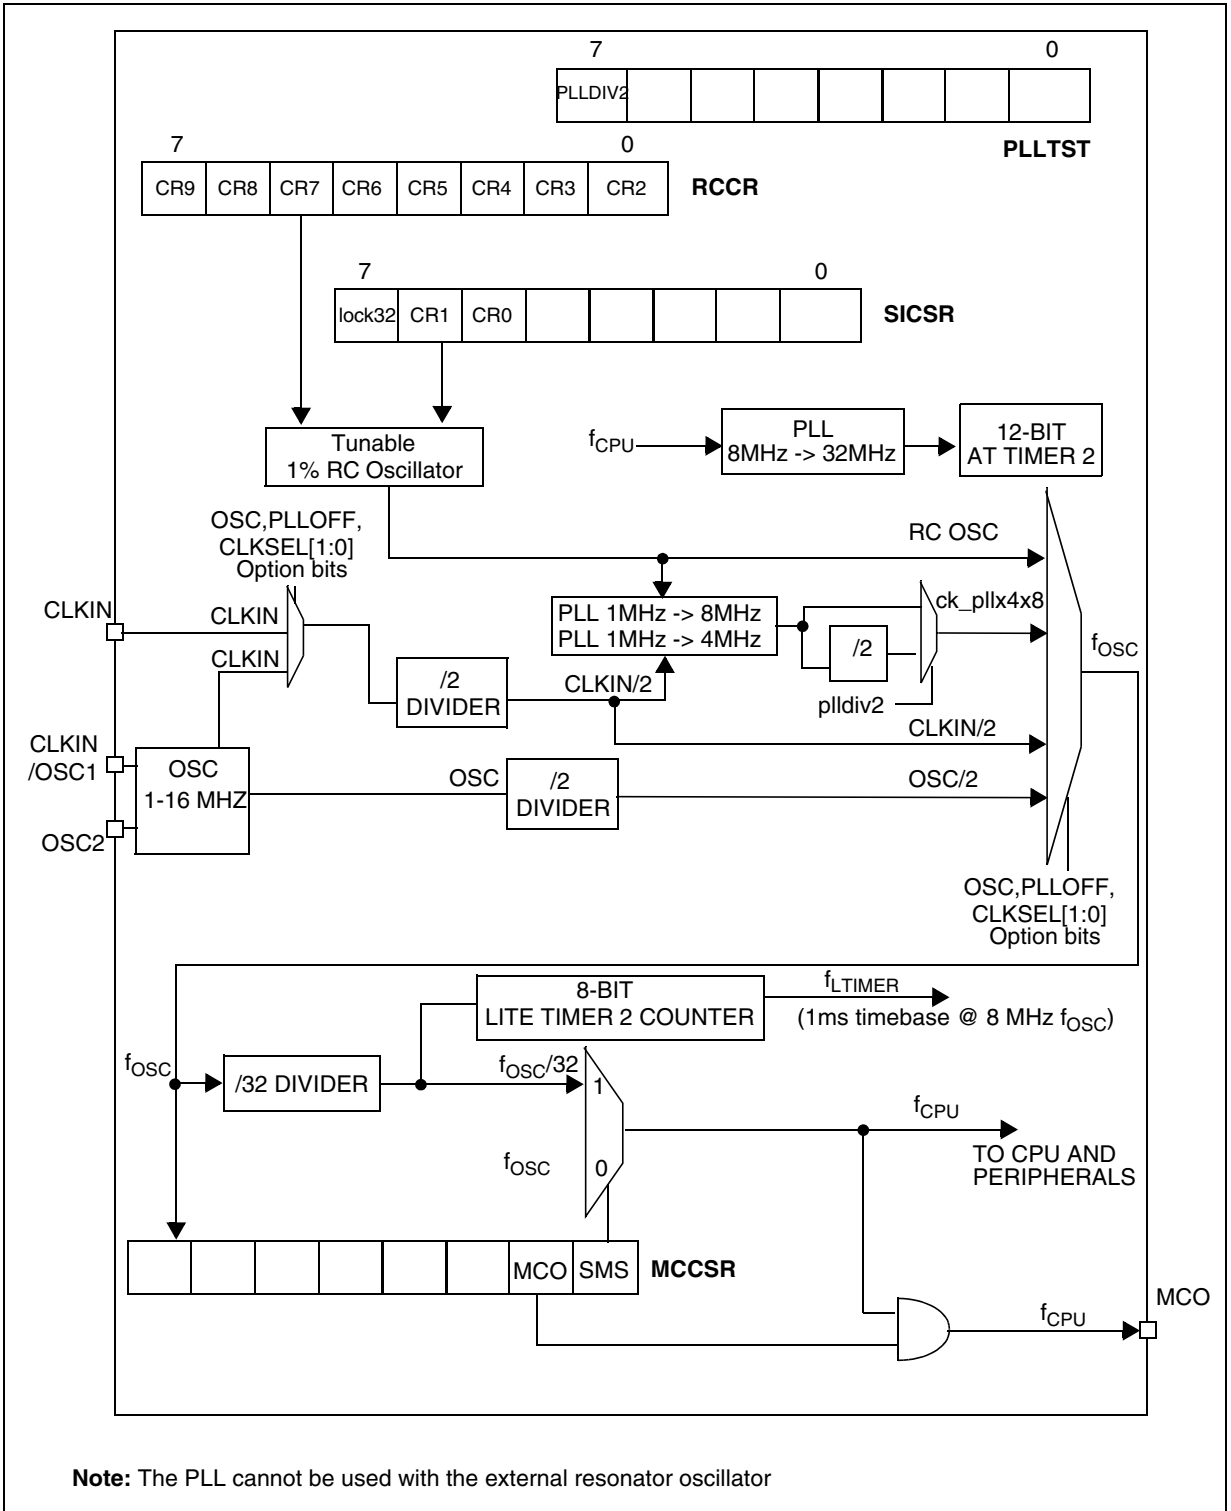 7 0
PLLDIV2
PLLTST
7 0
CR9 CR8 CR7 CR6 CR5 CR4 CR3 CR2 RCCR
7 0
lock32 CR1 CR0 SICSR
Tunable
1% RC Oscillator
fCPU
PLL
8MHz -> 32MHz
12-BIT
AT TIMER 2
OSC,PLLOFF,
CLKSEL[1:0]
Option bits
RC OSC
CLKIN
CLKIN
CLKIN
PLL 1MHz -> 8MHz
PLL 1MHz -> 4MHz
/2
ck_pllx4x8
plldiv2
fOSC
/2
DIVIDER
CLKIN/2
CLKIN/2
CLKIN
/OSC1
OSC2
OSC
1-16 MHZ
OSC
/2
DIVIDER
OSC/2
OSC,PLLOFF,
CLKSEL[1:0]
Option bits
8-BIT
LITE TIMER 2 COUNTER
fLTIMER
(1ms timebase @ 8 MHz fOSC)
fOSC
/32 DIVIDER
fOSC/32
1
fOSC
0
fCPU
TO CPU AND
PERIPHERALS
MCO SMS MCCSR
fCPU
MCO
Note: The PLL cannot be used with the external resonator oscillator